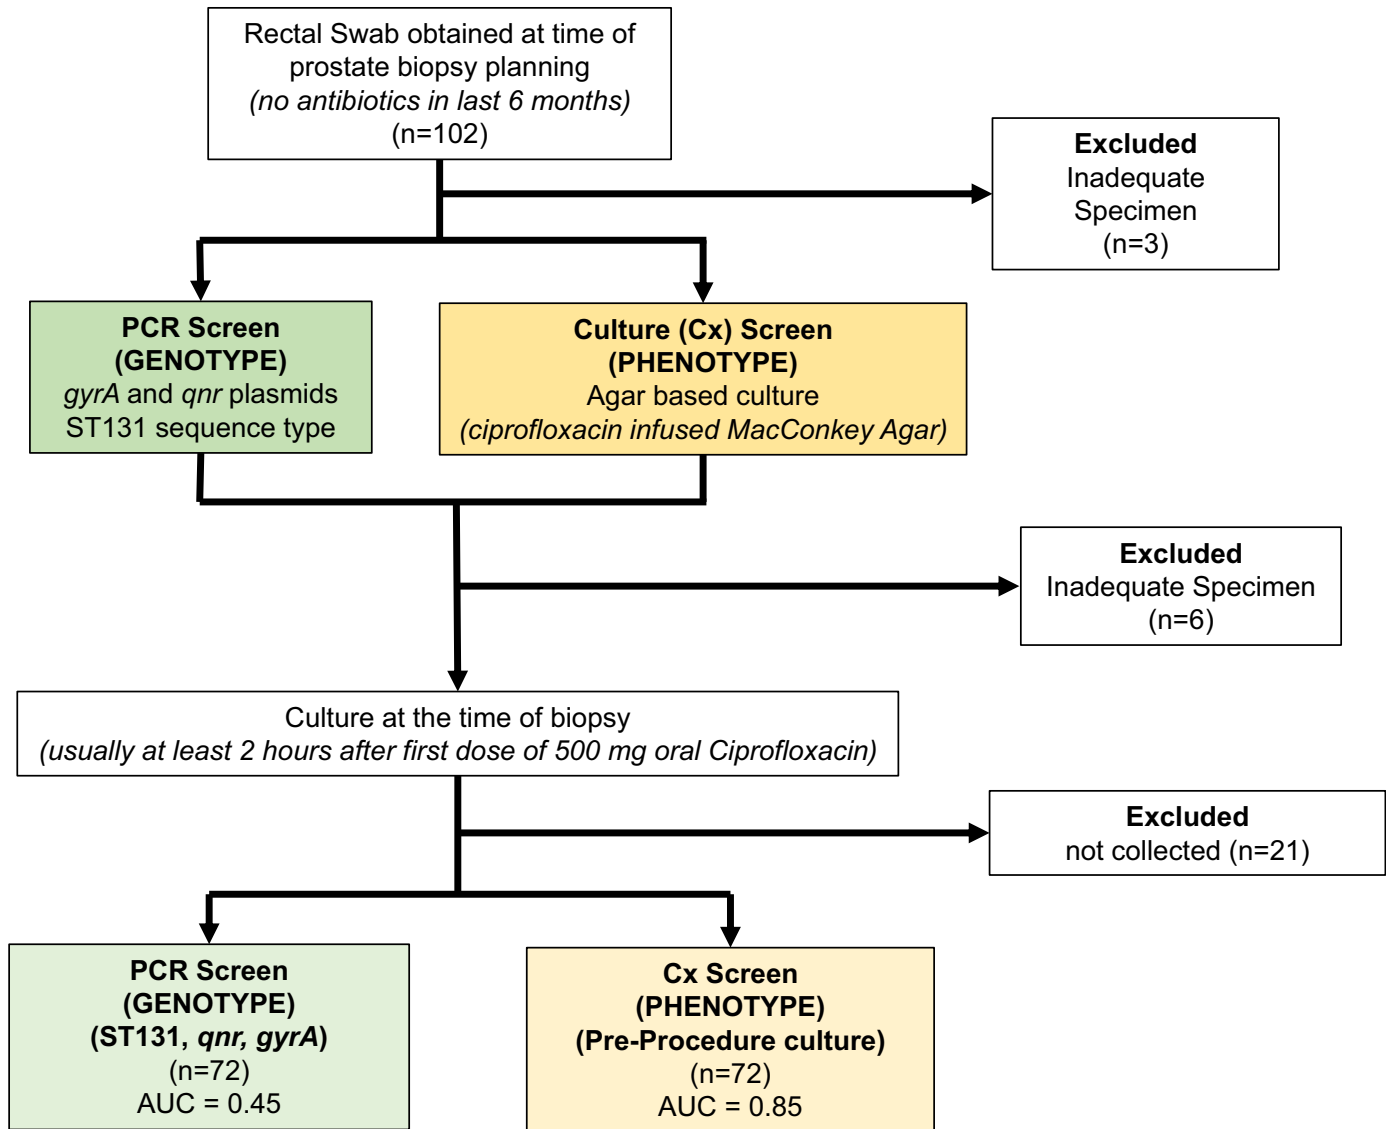 Rectal Swab obtained at time of
prostate biopsy planning
(no antibiotics in last 6 months)
(n=102)
Excluded
Inadequate
Specimen
(n=3)
PCR Screen
(GENOTYPE)
gyrA and qnr plasmids
ST131 sequence type
Culture (Cx) Screen
(PHENOTYPE)
Agar based culture
(ciprofloxacin infused MacConkey Agar)
Excluded
Inadequate Specimen
(n=6)
Culture at the time of biopsy
(usually at least 2 hours after first dose of 500 mg oral Ciprofloxacin)
Excluded
not collected (n=21)
PCR Screen
(GENOTYPE)
(ST131, qnr, gyrA)
(n=72)
AUC = 0.45
Cx Screen
(PHENOTYPE)
(Pre-Procedure culture)
(n=72)
AUC = 0.85